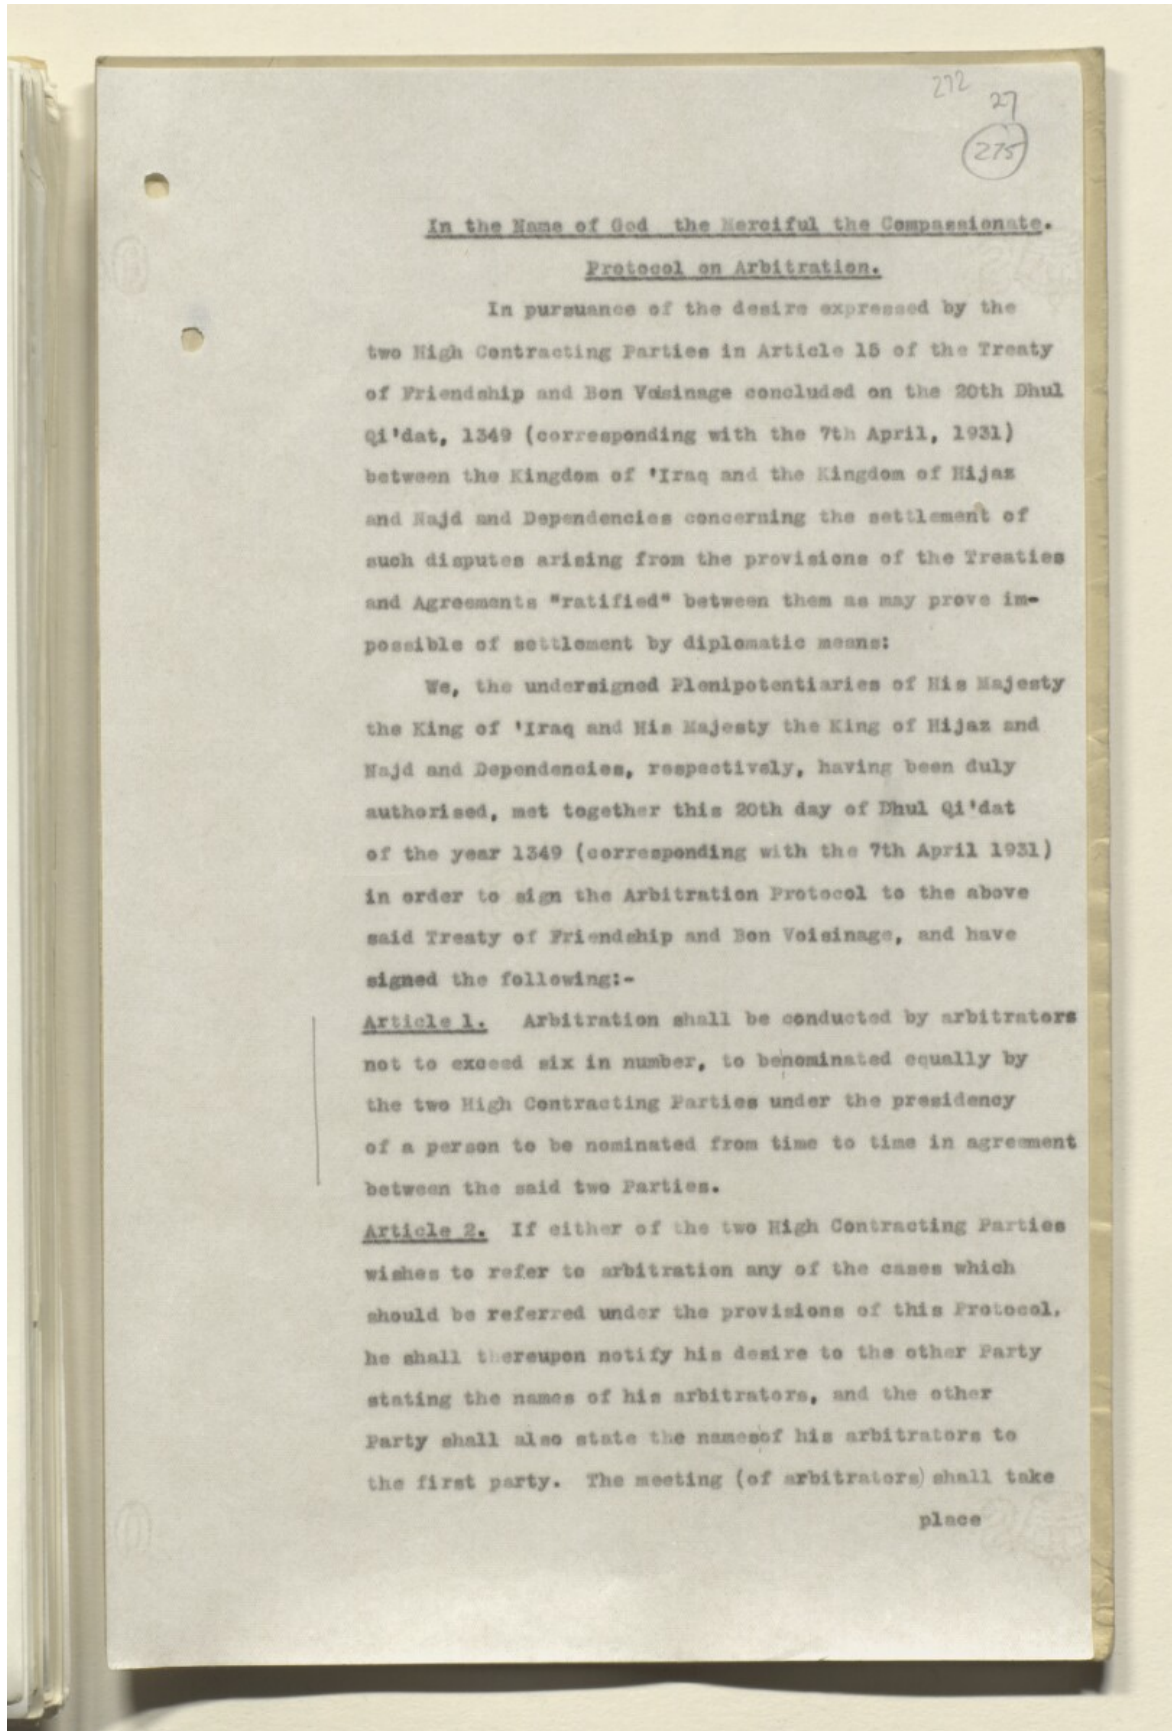 272
27
275
In the Name of God the Merciful the Compassionate.
Protocol on Arbitration.
In pursuance of the desire expressed by the
two High Contracting Parties in Article 15 of the Treaty
of Friendship and Bon Voisinage concluded on the 20th Dhul
Qi'dat, 1349 (corresponding with the 7th April, 1931)
between the Kingdom of 'Iraq and the Kingdom of Hijaz
and Najd and Dependencies concerning the settlement of
such disputes arising from the provisions of the Treaties
and Agreements "ratified" between them as may prove im-
possible of settlement by diplomatic means:
We, the undersigned Plenipotentiaries of His Majesty
the King of 'Iraq and His Majesty the King of Hijaz and
Najd and Dependencies, respectively, having been duly
authorised, met together this 20th day of Dhul Qi'dat
of the year 1349 (corresponding with the 7th April 1931)
in order to sign the Arbitration Protocol to the above
said Treaty of Friendship and Bon Voisinage, and have
signed the following:-
Article 1. Arbitration shall be conducted by arbitrators
not to exceed six in number, to be nominated equally by
the two High Contracting Parties under the presidency
of a person to be nominated from time to time in agreement
between the said two Parties.
Article 2. If either of the two High Contracting Parties
wishes to refer to arbitration any of the cases which
should be referred under the provisions of this Protocol,
he shall thereupon notify his desire to the other Party
stating the names of his arbitrators, and the other
Party shall also state the names of his arbitrators to
the first party. The meeting (of arbitrators) shall take
place